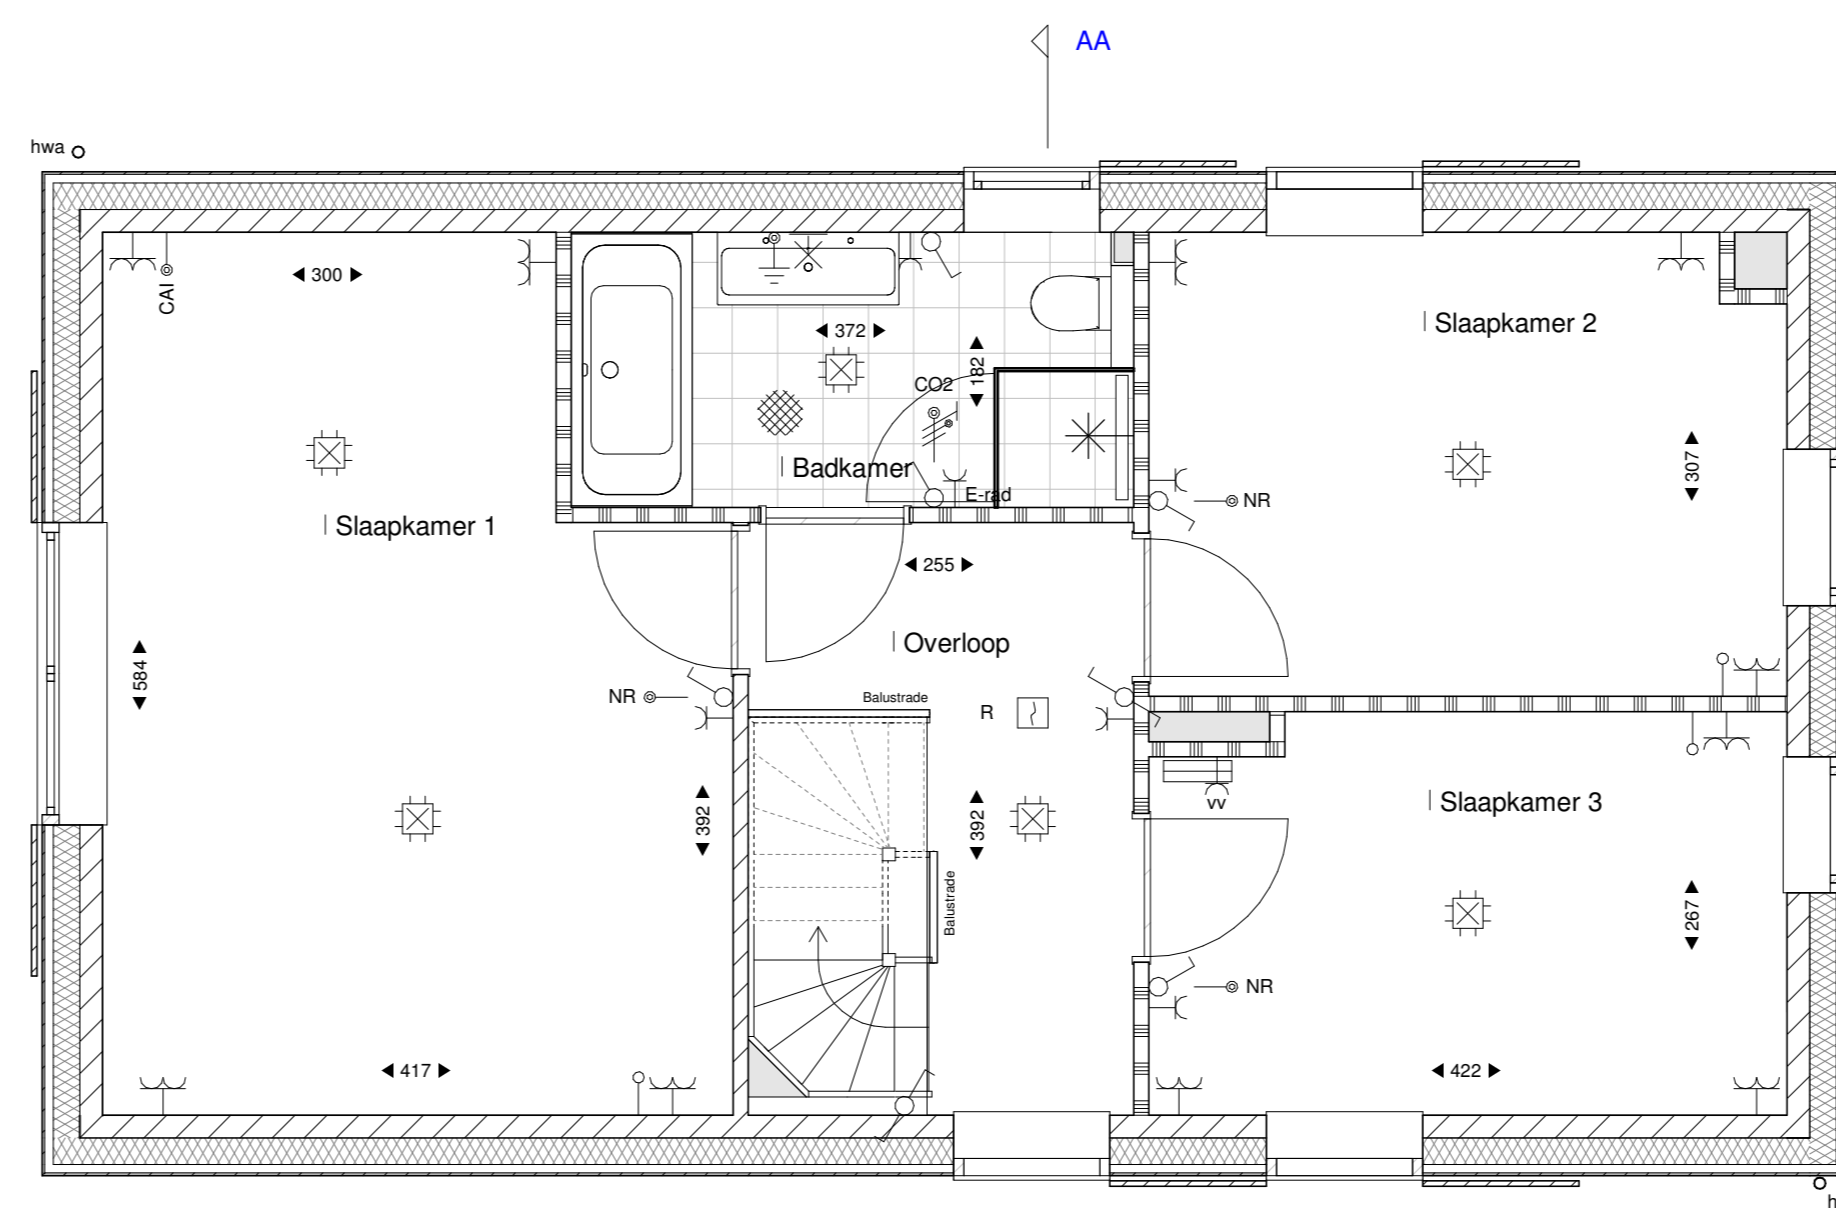 AA
hwa
CAI
300
372
182
CO2
Slaapkamer 2
Badkamer
E-rad
307
NR
Slaapkamer 1
255
Overloop
584
NR
Balustrade
R
392
392
vv
Slaapkamer 3
Balustrade
267
NR
417
422
h